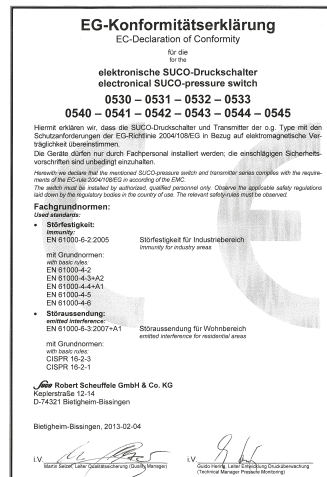 EG-Konformitätserklärung
EC-Declaration of Conformity
für die
for the
elektronische SUCO-Druckschalter
electronical SUCO-pressure switch
0530 – 0531 – 0532 – 0533
0540 – 0541 – 0542 – 0543 – 0544 – 0545
Hiermit erklären wir, dass die SUCO-Druckschalter und Transmitter der o.g. Type mit den
Schutzanforderungen der EG-Richtlinie 2004/108/EG in Bezug auf elektromagnetische Ver-
träglichkeit übereinstimmen.
Die Geräte dürfen nur durch Fachpersonal installiert werden; die einschlägigen Sicherheits-
vorschriften sind unbedingt einzuhalten.
Herewith we declare that the mentioned SUCO-pressure switch and transmitter series complies with the require-
ments of the EC-rule 2004/108/EG in according of the EMC.
The switch must be installed by authorized, qualified personnel only. Observe the applicable safety regulations
laid down by the regulatory bodies in the country of use. The relevant safety-rules must be observed.
Fachgrundnormen:
Used standards:
• Störfestigkeit:
Immunity:
EN 61000-6-2:2005 Störfestigkeit für Industriebereich
Immunity for industry areas
mit Grundnormen:
with basic rules:
EN 61000-4-2
EN 61000-4-3+A2
EN 61000-4-4+A1
EN 61000-4-5
EN 61000-4-6
• Störaussendung:
emitted interference:
EN 61000-6-3:2007+A1 Störaussendung für Wohnbereich
emitted interference for residential areas
mit Grundnormen:
with basic rules:
CISPR 16-2-3
CISPR 16-2-1
suco Robert Scheuffele GmbH & Co. KG
Keplerstraße 12-14
D-74321 Bietigheim-Bissingen
Bietigheim-Bissingen, 2013-02-04
i.V. i.V.
Martin Seizer, Leiter Qualitätssicherung (Quality Manager) Guido Hering, Leiter Entwicklung Drucküberwachung
(Technical Manager Pressure Monitoring)